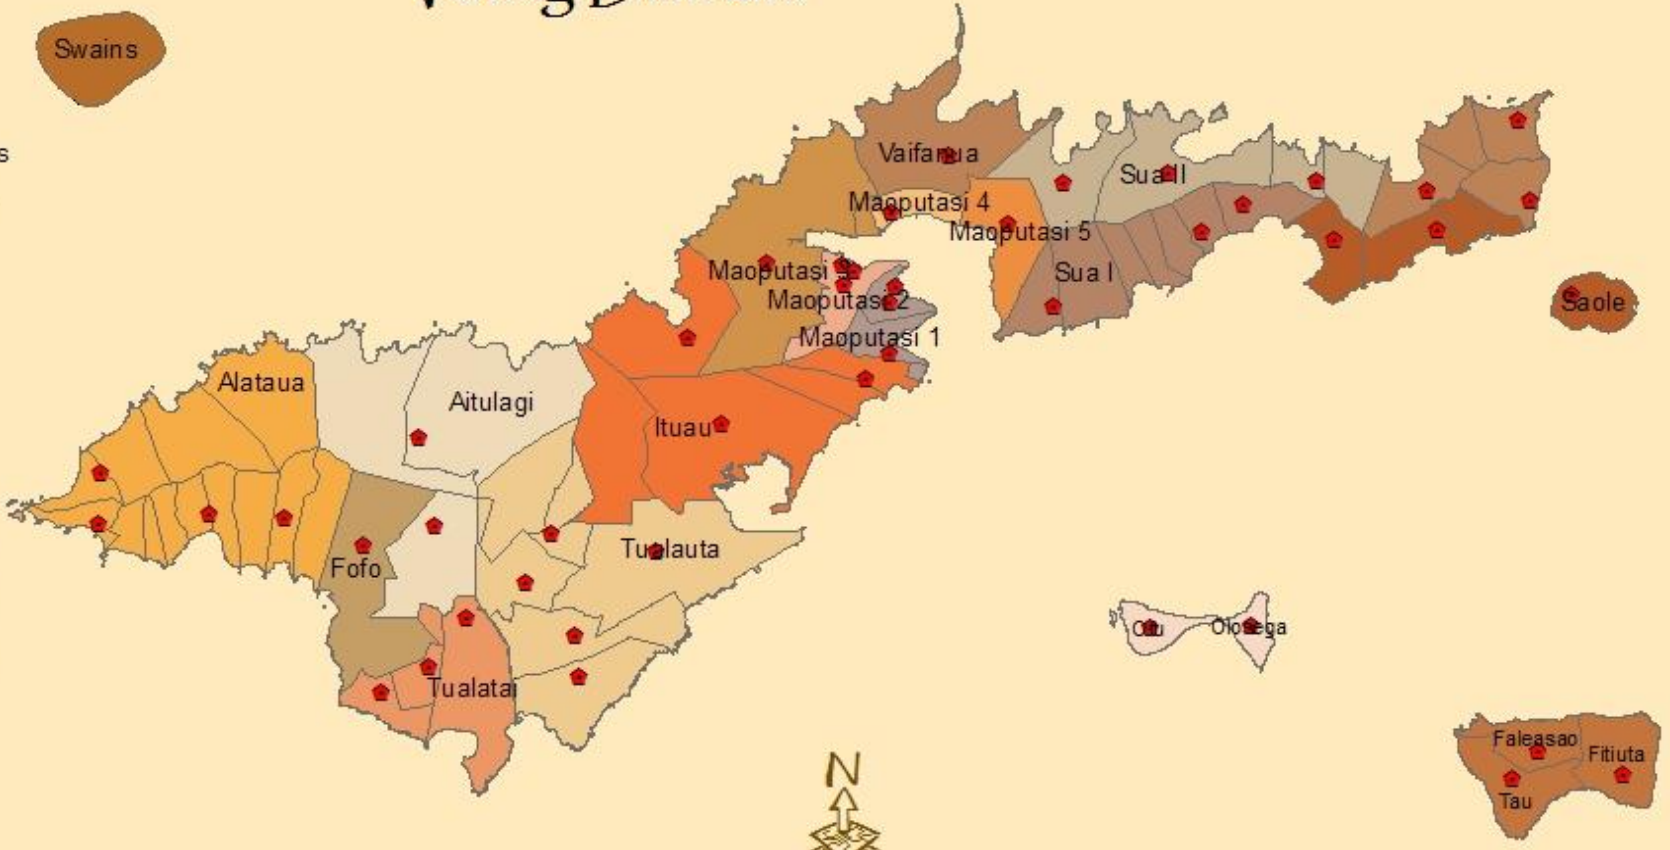 Swains
s
Vaifanua
Sua II
Maoputasi 4
Maoputasi 5
Maoputasi 3
Sua I
Maoputasi 2
Saole
Maoputasi 1
Alataua
Aitulagi
Ituau
Tualauta
Fofo
Ofu
Olosega
Tualatai
Faleasao
Fitiuta
Tau
N